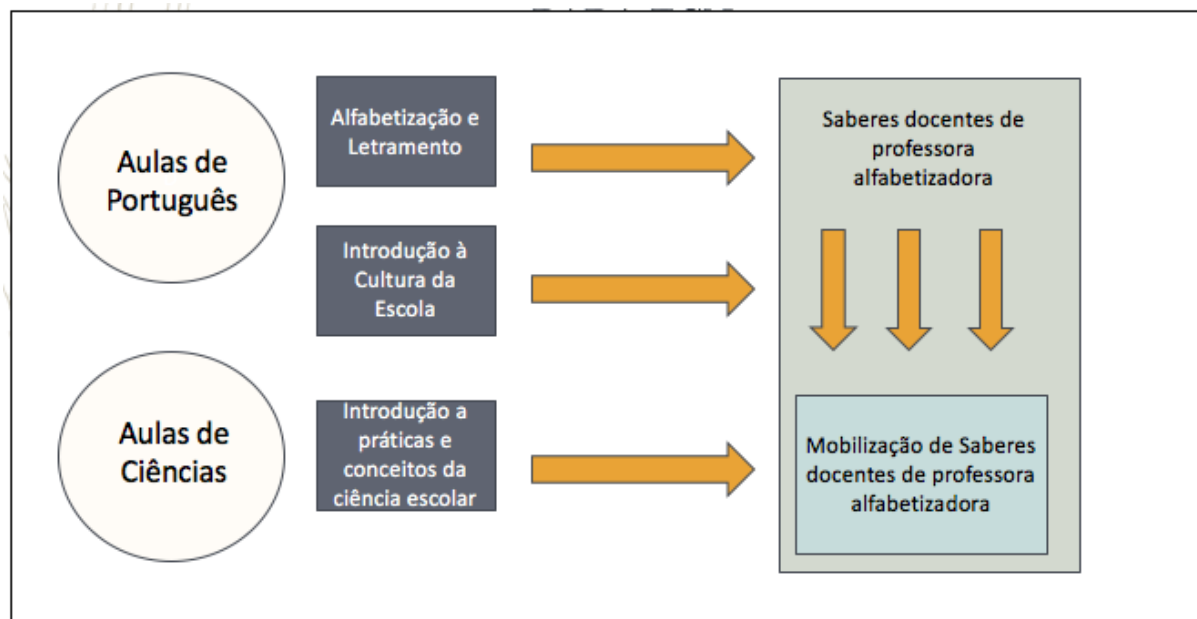 Aulas de
Português
Alfabetização e
Letramento
Introdução à
Cultura da
Escola
Saberes docentes de
professora
alfabetizadora
Aulas de
Ciências
Introdução a
práticas e
conceitos da
ciência escolar
Mobilização de Saberes
docentes de professora
alfabetizadora